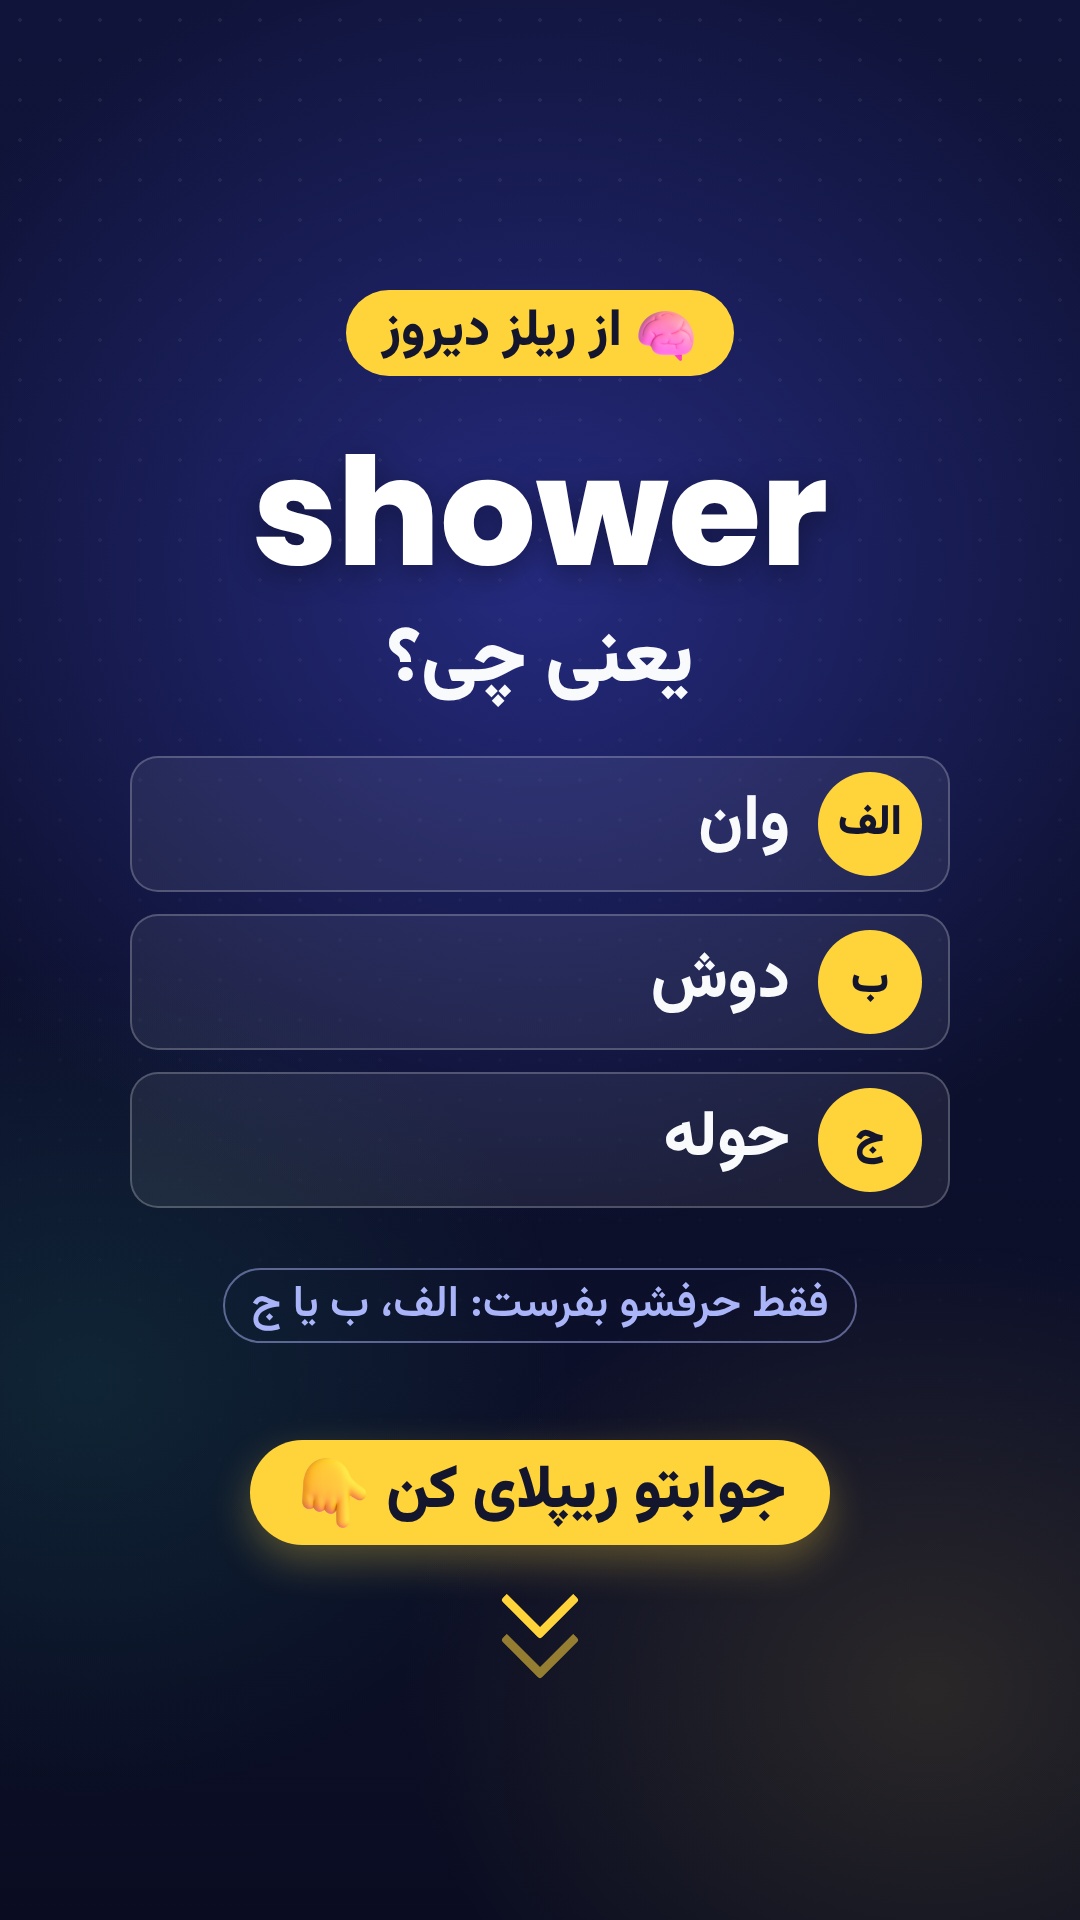 🧠 از ریلز دیروز
shower
یعنی چی؟
الف وان
ب دوش
ج حوله
فقط حرفشو بفرست: الف، ب یا ج
جوابتو ریپلای کن 👇